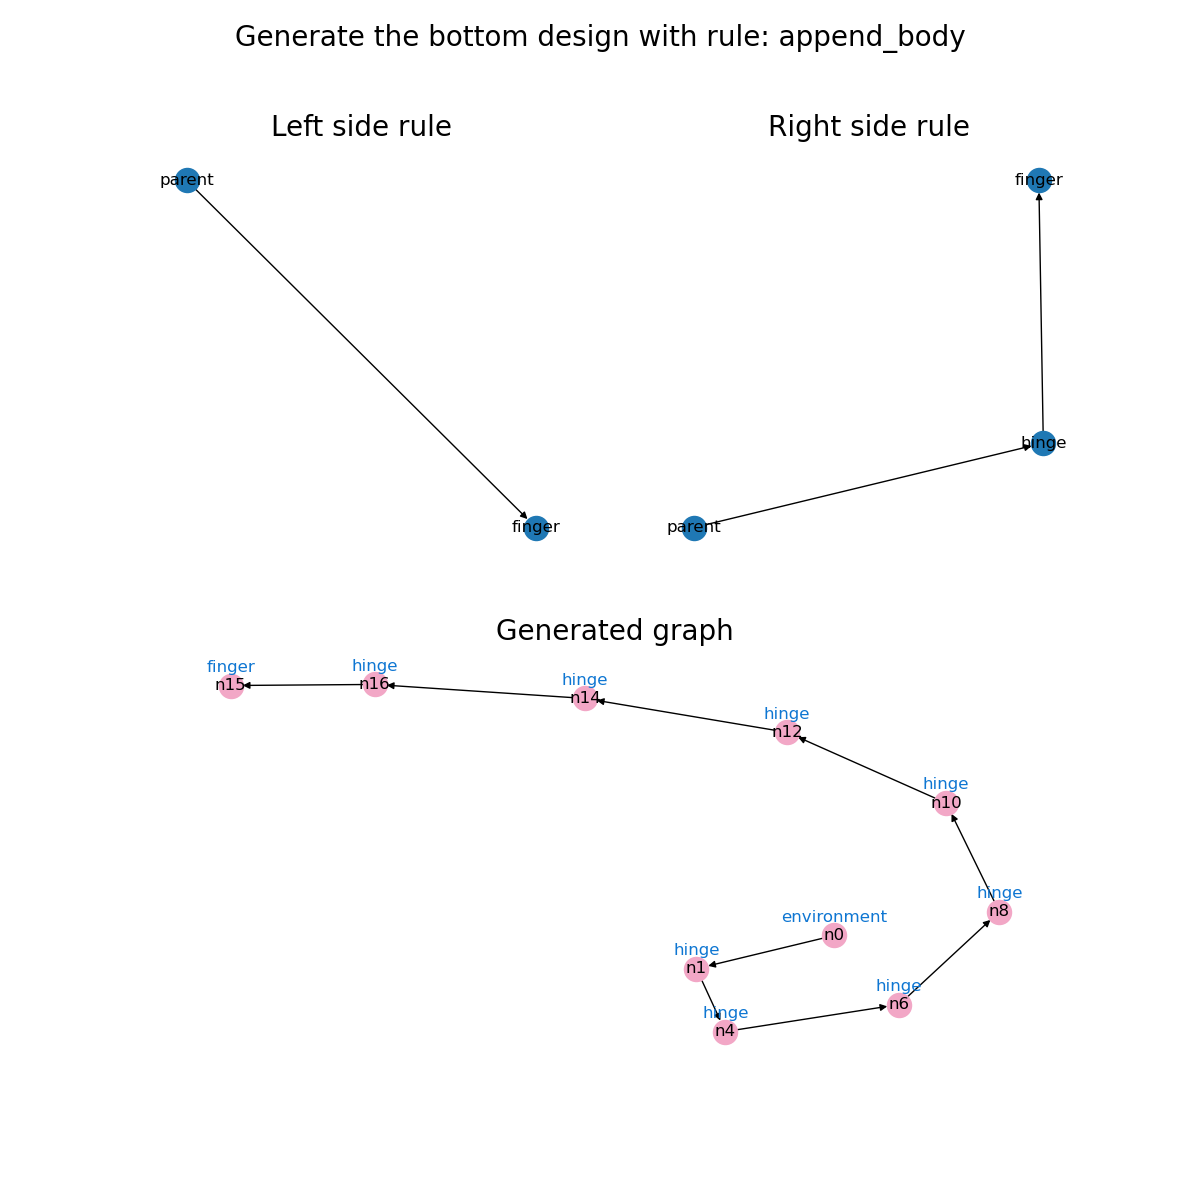 Generate the bottom design with rule: append_body
Left side rule
Right side rule
parent
finger
finger
hinge
parent
Generated graph
finger
n15
hinge
n16
hinge
n14
hinge
n12
hinge
n10
hinge
n8
environment
n0
hinge
n1
hinge
n6
hinge
n4